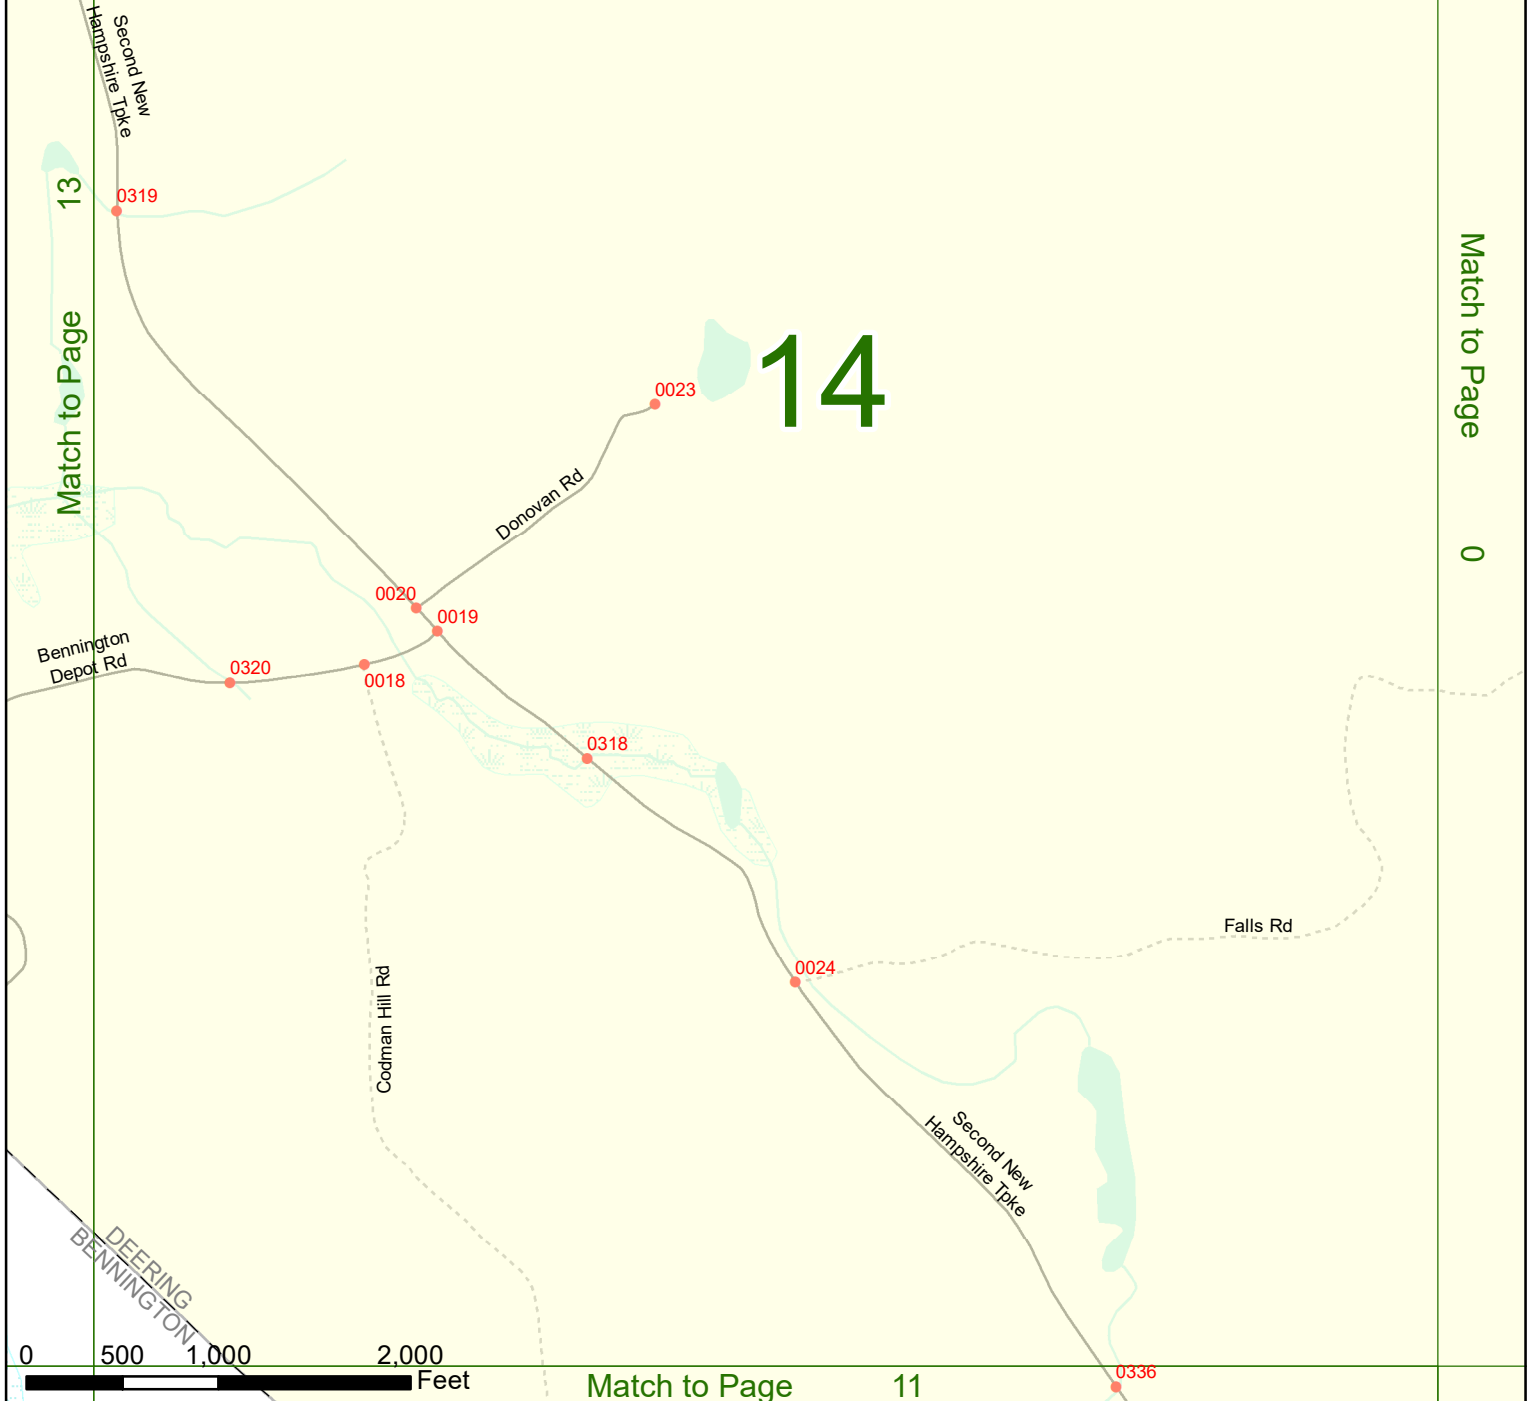 Second New
Hampshire Tpke
13
0319
Match to Page
Match to Page
14
0023
Donovan Rd
0
0020
0019
Bennington
Depot Rd
0320
0018
0318
Falls Rd
0024
Codman Hill Rd
Second New
Hampshire Tpke
DEERING
BENNINGTON
0 500 1,000 2,000
Feet
0336
Match to Page 11